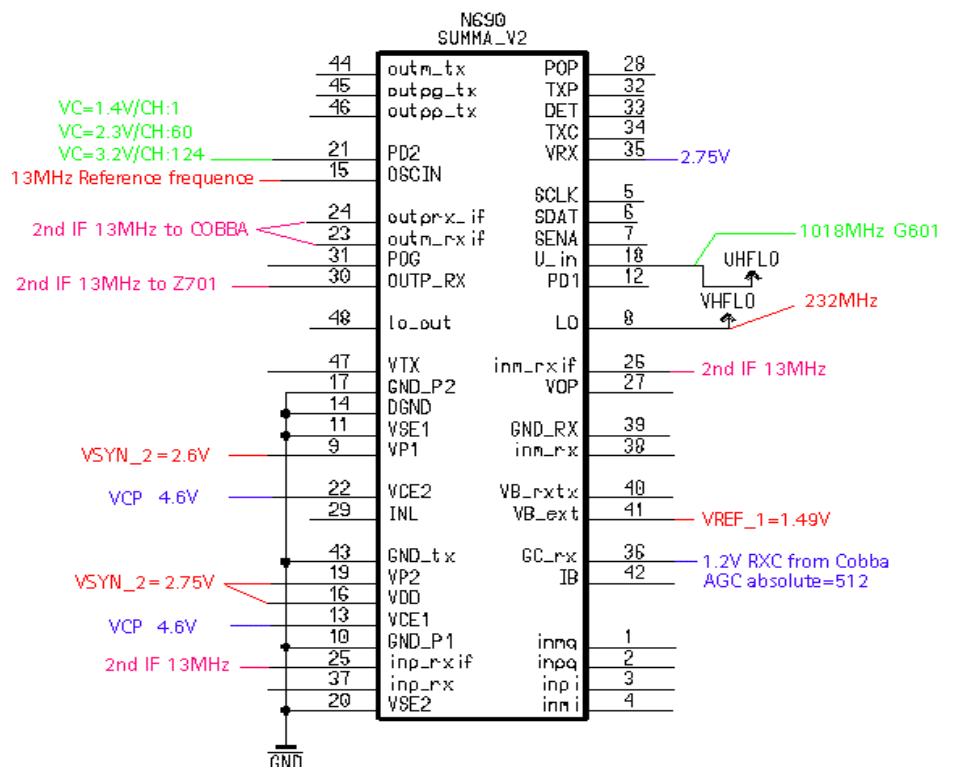 N690
SUMMA_V2
44 outm_tx POP 28
45 outpg_tx TXP 32
46 outpp_tx DET 33
VC=1.4V/CH:1
TXC 34
VC=2.3V/CH:60
VC=3.2V/CH:124 21 PD2 VRX 35 2.75V
13MHz Reference frequence 15 OSCIN
SCLK 5
24 outprx_if SDAT 6
2nd IF 13MHz to COBBA
23 outm_rxif SENA 7 1018MHz G601
31 POG U_in 18 UHFLO
2nd IF 13MHz to Z701 30 OUTP_RX PD1 12
VHFLO 232MHz
48 lo_out LO 8
47 VTX inm_rxif 26 2nd IF 13MHz
17 GND_P2 VOP 27
14 DGND
11 VSE1 GND_RX 39
VSYN_2=2.6V 9 VP1 inm_rx 38
VCP 4.6V 22 VCE2 VB_rxtx 40
29 INL VB_ext 41 VREF_1=1.49V
43 GND_tx GC_rx 36 1.2V RXC from Cobba
VSYN_2=2.75V 19 VP2 IB 42 AGC absolute=512
16 VDD
VCP 4.6V 13 VCE1
10 GND_P1 inmq 1
2nd IF 13MHz 25 inp_rxif inpq 2
37 inp_rx inpi 3
20 VSE2 inmi 4
GND